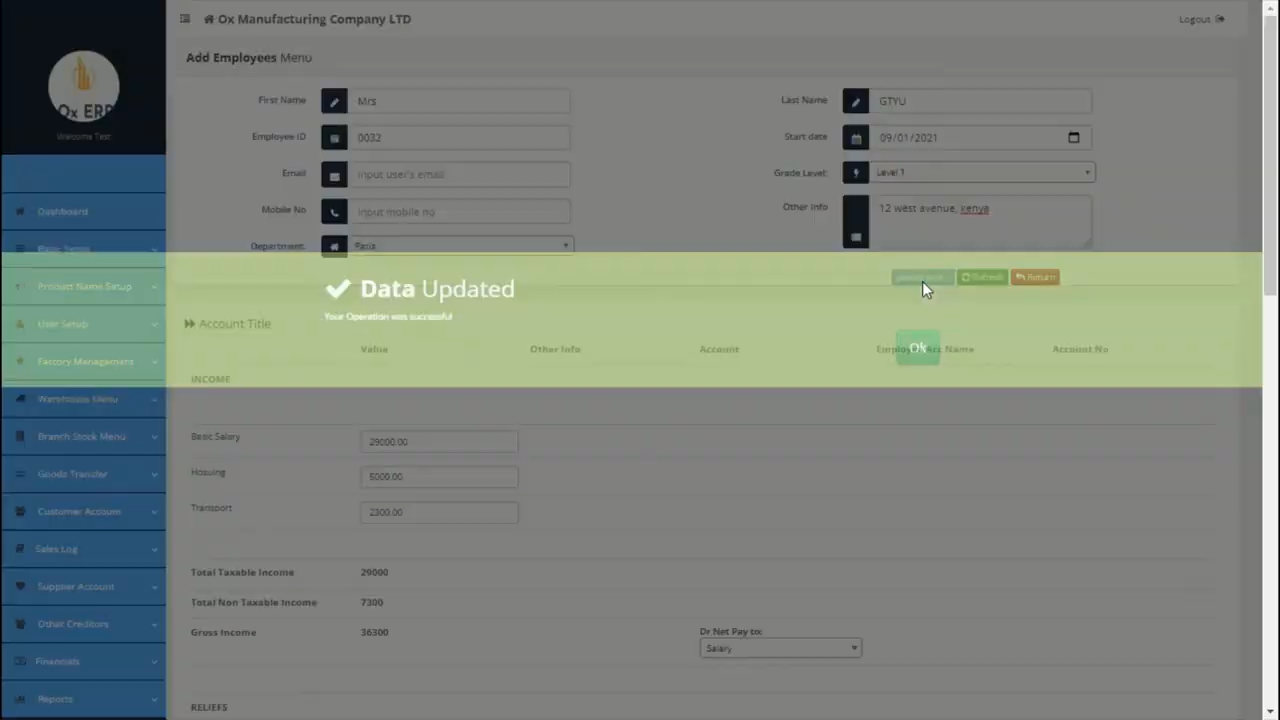 Ox Manufacturing Company LTD
Logout
Ox ERP
Welcome Test
Add Employees Menu
First Name
Mrs
Last Name
GTYU
Employee ID
0032
Start date
09/01/2021
Email
Input user's email
Grade Level:
Level 1
Mobile No
Input mobile no
Other Info
12 west avenue, kenya
Department:
Refresh
Return
Dashboard
Product Name Setup
User Setup
Factory Management
Warehouse Menu
Branch Stock Menu
Goods Transfer
Customer Account
Sales Log
Supplier Account
Other Creditors
Financials
Reports
Data Updated
Your Operation was successful
Ok
Account Title
Value
Other Info
Account
Acc Name
Account No
INCOME
Basic Salary
29000.00
Housing
5000.00
Transport
2300.00
Total Taxable Income
29000
Total Non Taxable Income
7300
Gross Income
36300
Dr Net Pay to:
Salary
RELIEFS